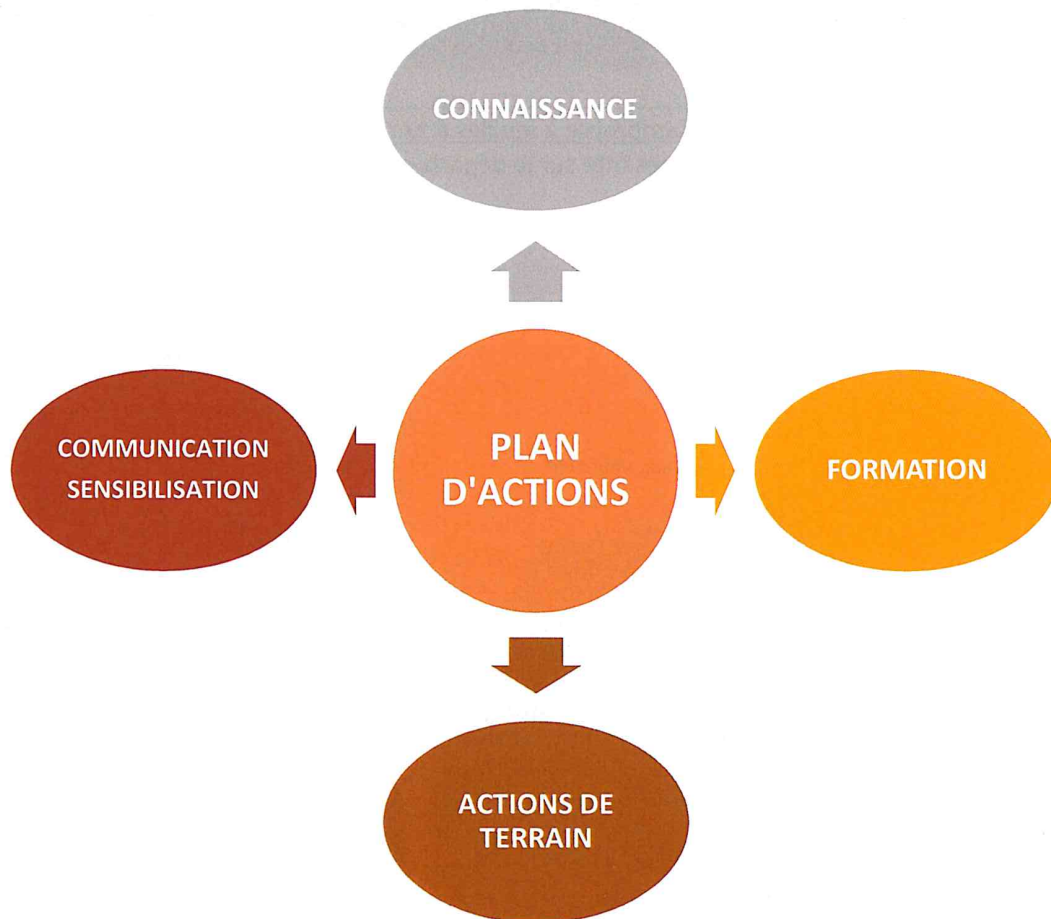 CONNAISSANCE
COMMUNICATION
SENSIBILISATION
PLAN
D'ACTIONS
FORMATION
ACTIONS DE
TERRAIN